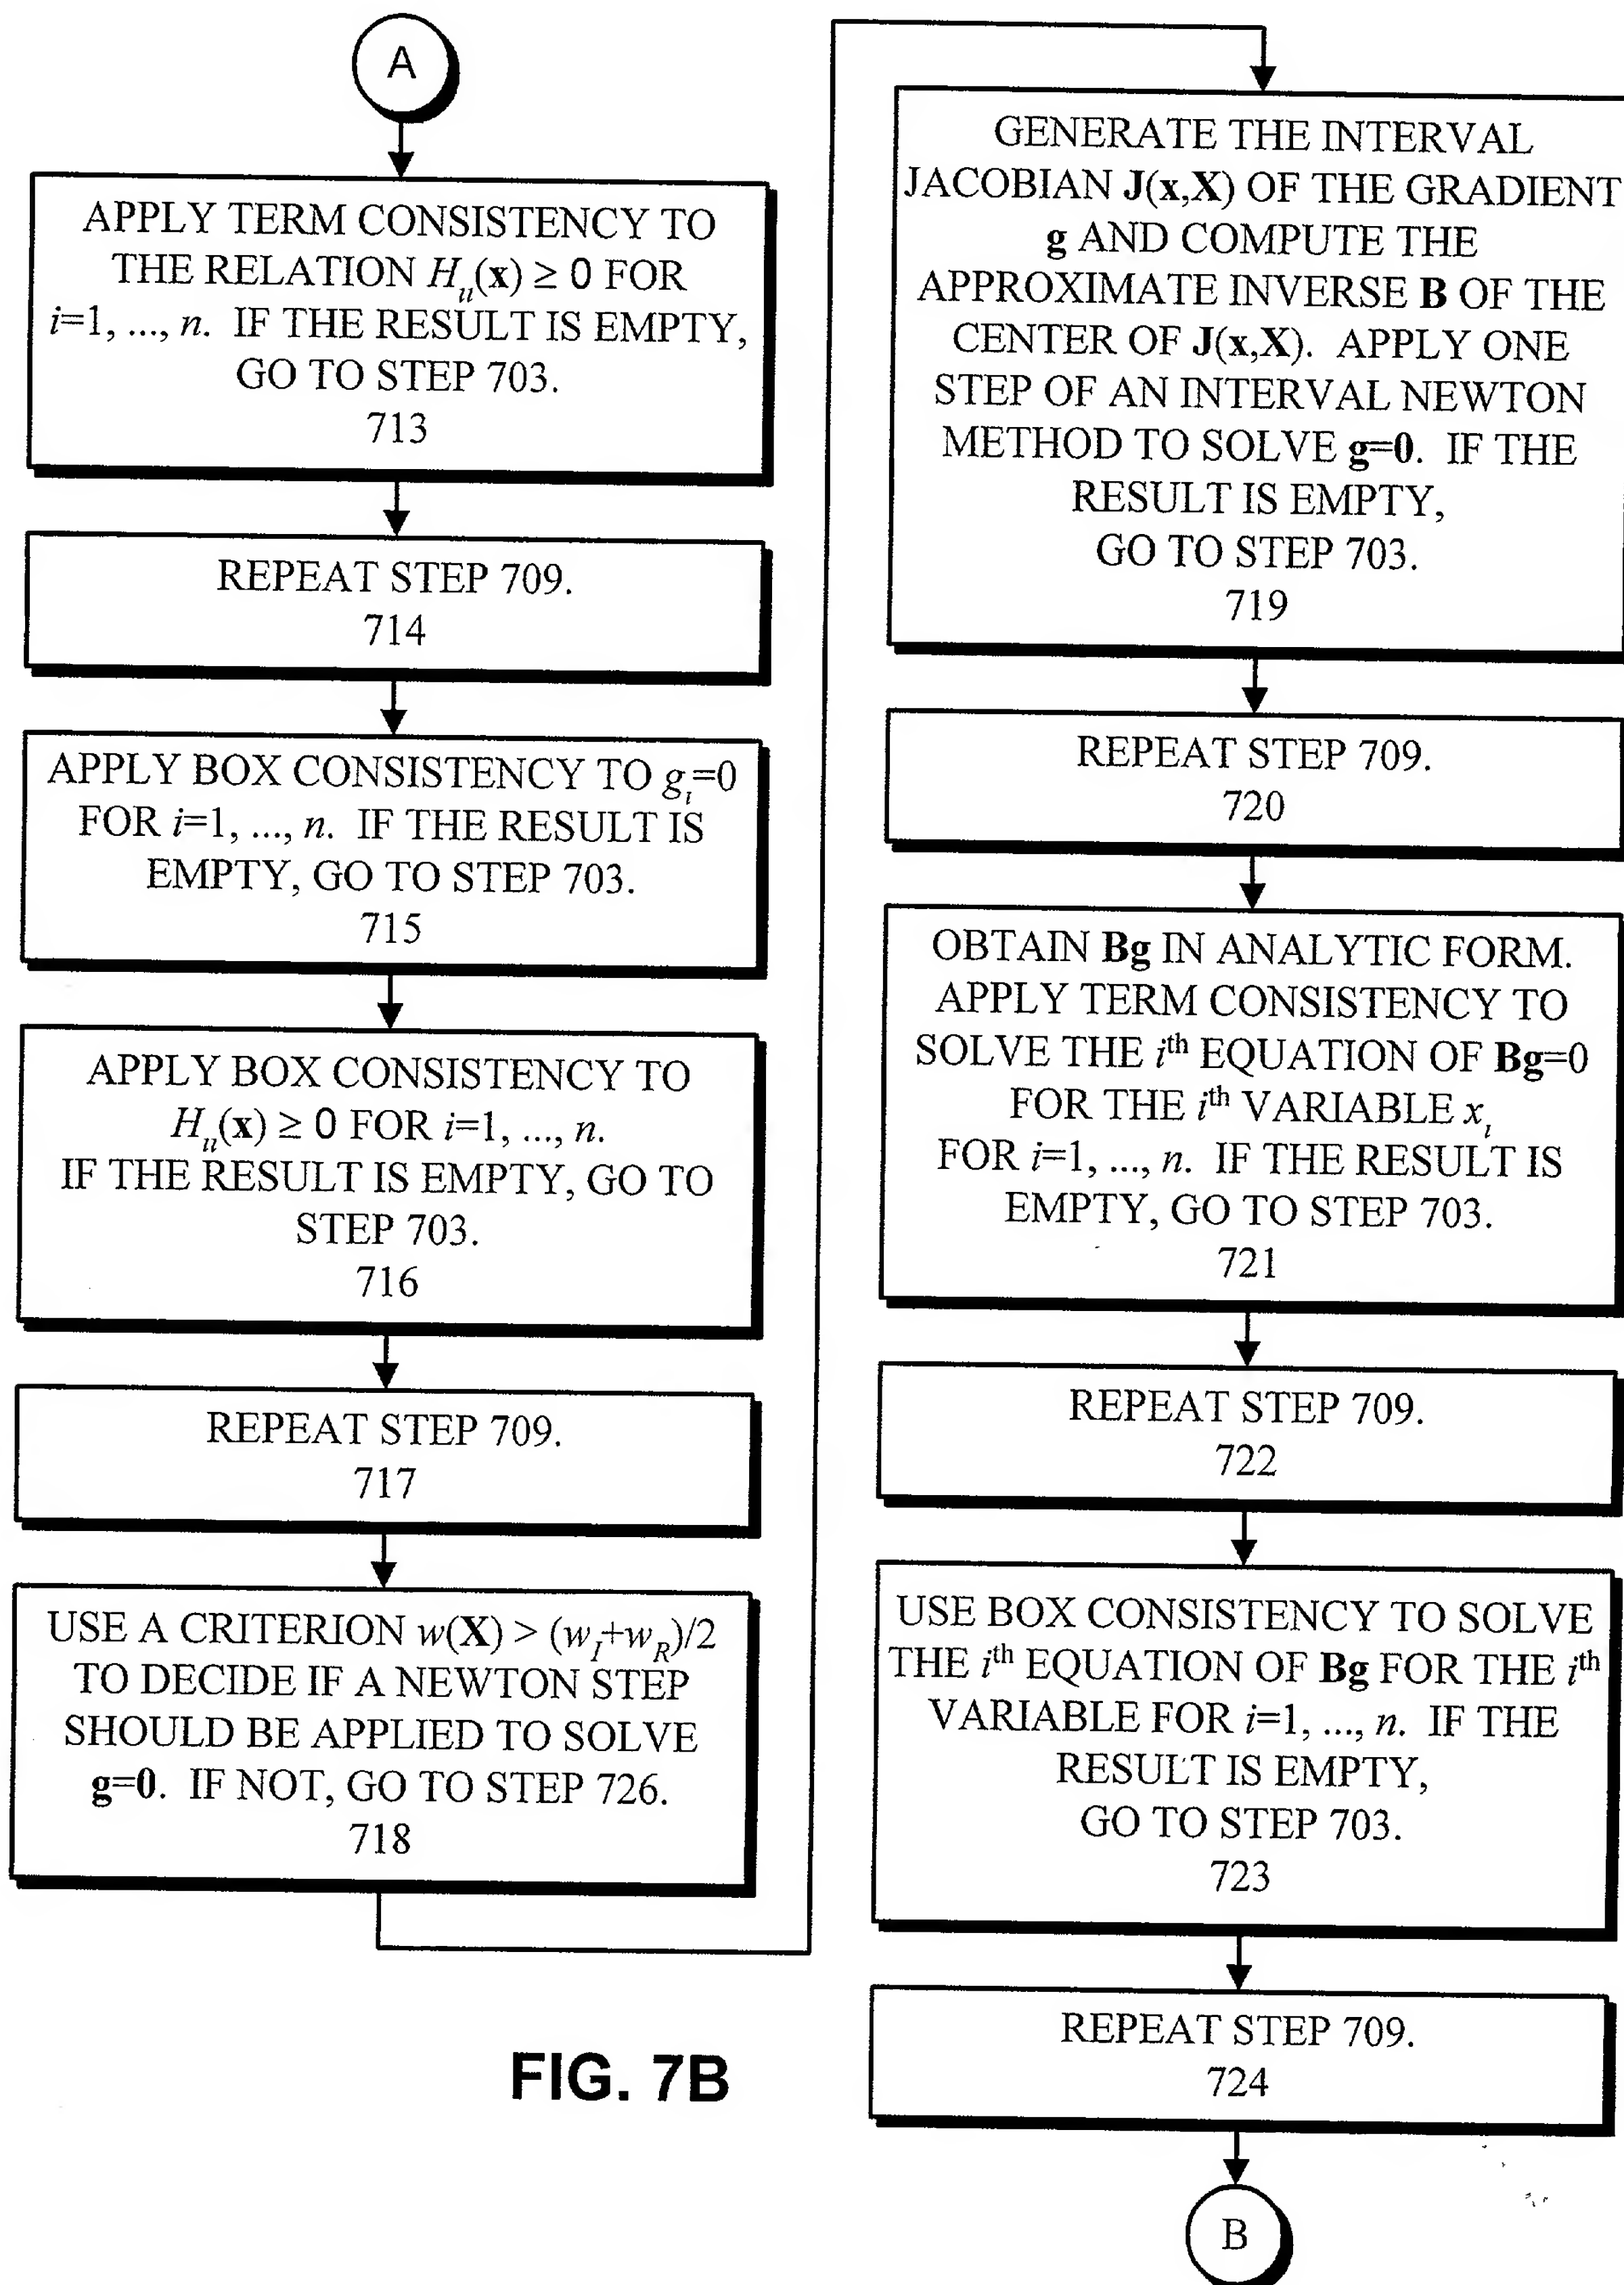 A
APPLY TERM CONSISTENCY TO
THE RELATION H_ii(x) ≥ 0 FOR
i=1, ..., n. IF THE RESULT IS EMPTY,
GO TO STEP 703.
713
REPEAT STEP 709.
714
APPLY BOX CONSISTENCY TO g_i=0
FOR i=1, ..., n. IF THE RESULT IS
EMPTY, GO TO STEP 703.
715
APPLY BOX CONSISTENCY TO
H_ii(x) ≥ 0 FOR i=1, ..., n.
IF THE RESULT IS EMPTY, GO TO
STEP 703.
716
REPEAT STEP 709.
717
USE A CRITERION w(X) > (w_I+w_R)/2
TO DECIDE IF A NEWTON STEP
SHOULD BE APPLIED TO SOLVE
g=0. IF NOT, GO TO STEP 726.
718
GENERATE THE INTERVAL
JACOBIAN J(x,X) OF THE GRADIENT
g AND COMPUTE THE
APPROXIMATE INVERSE B OF THE
CENTER OF J(x,X). APPLY ONE
STEP OF AN INTERVAL NEWTON
METHOD TO SOLVE g=0. IF THE
RESULT IS EMPTY,
GO TO STEP 703.
719
REPEAT STEP 709.
720
OBTAIN Bg IN ANALYTIC FORM.
APPLY TERM CONSISTENCY TO
SOLVE THE i^th EQUATION OF Bg=0
FOR THE i^th VARIABLE x_i
FOR i=1, ..., n. IF THE RESULT IS
EMPTY, GO TO STEP 703.
721
REPEAT STEP 709.
722
USE BOX CONSISTENCY TO SOLVE
THE i^th EQUATION OF Bg FOR THE i^th
VARIABLE FOR i=1, ..., n. IF THE
RESULT IS EMPTY,
GO TO STEP 703.
723
REPEAT STEP 709.
724
B
FIG. 7B